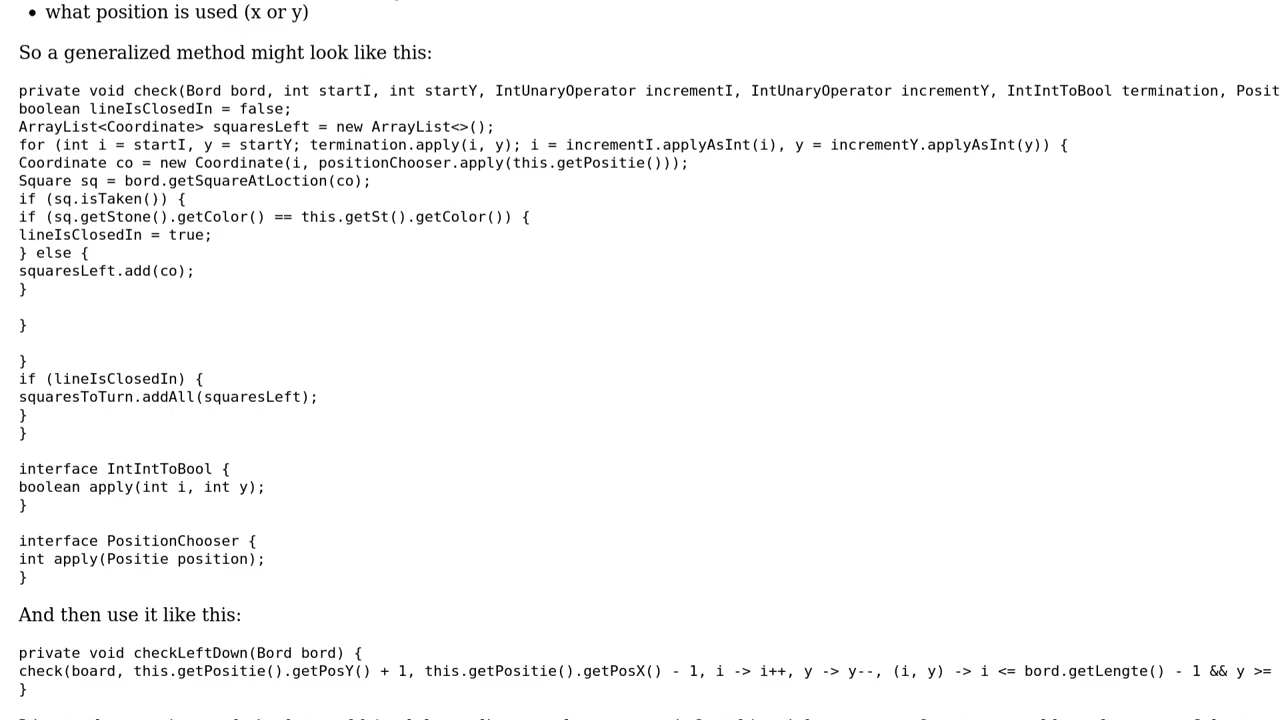 • what position is used (x or y)
So a generalized method might look like this:
private void check(Bord bord, int startI, int startY, IntUnaryOperator incrementI, IntUnaryOperator incrementY, IntIntToBool termination, Posit
boolean lineIsClosedIn = false;
ArrayList<Coordinate> squaresLeft = new ArrayList<>();
for (int i = startI, y = startY; termination.apply(i, y); i = incrementI.applyAsInt(i), y = incrementY.applyAsInt(y)) {
Coordinate co = new Coordinate(i, positionChooser.apply(this.getPositie()));
Square sq = bord.getSquareAtLoction(co);
if (sq.isTaken()) {
if (sq.getStone().getColor() == this.getSt().getColor()) {
lineIsClosedIn = true;
} else {
squaresLeft.add(co);
}
}
}
if (lineIsClosedIn) {
squaresToTurn.addAll(squaresLeft);
}
}
interface IntIntToBool {
boolean apply(int i, int y);
}
interface PositionChooser {
int apply(Positie position);
}
And then use it like this:
private void checkLeftDown(Bord bord) {
check(board, this.getPositie().getPosY() + 1, this.getPositie().getPosX() - 1, i -> i++, y -> y--, (i, y) -> i <= bord.getLengte() - 1 && y >=
}